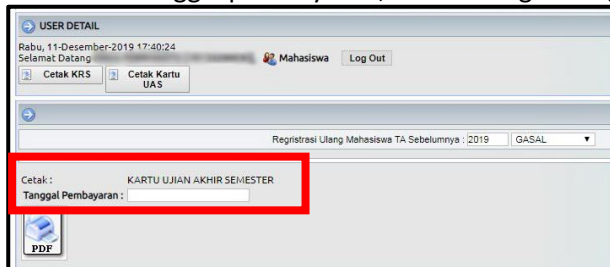 USER DETAIL
Rabu, 11-Desember-2019 17:40:24
Selamat Datang
Mahasiswa Log Out
Cetak KRS Cetak Kartu
UAS
Regristrasi Ulang Mahasiswa TA Sebelumnya : 2019 GASAL
Cetak : KARTU UJIAN AKHIR SEMESTER
Tanggal Pembayaran :
PDF